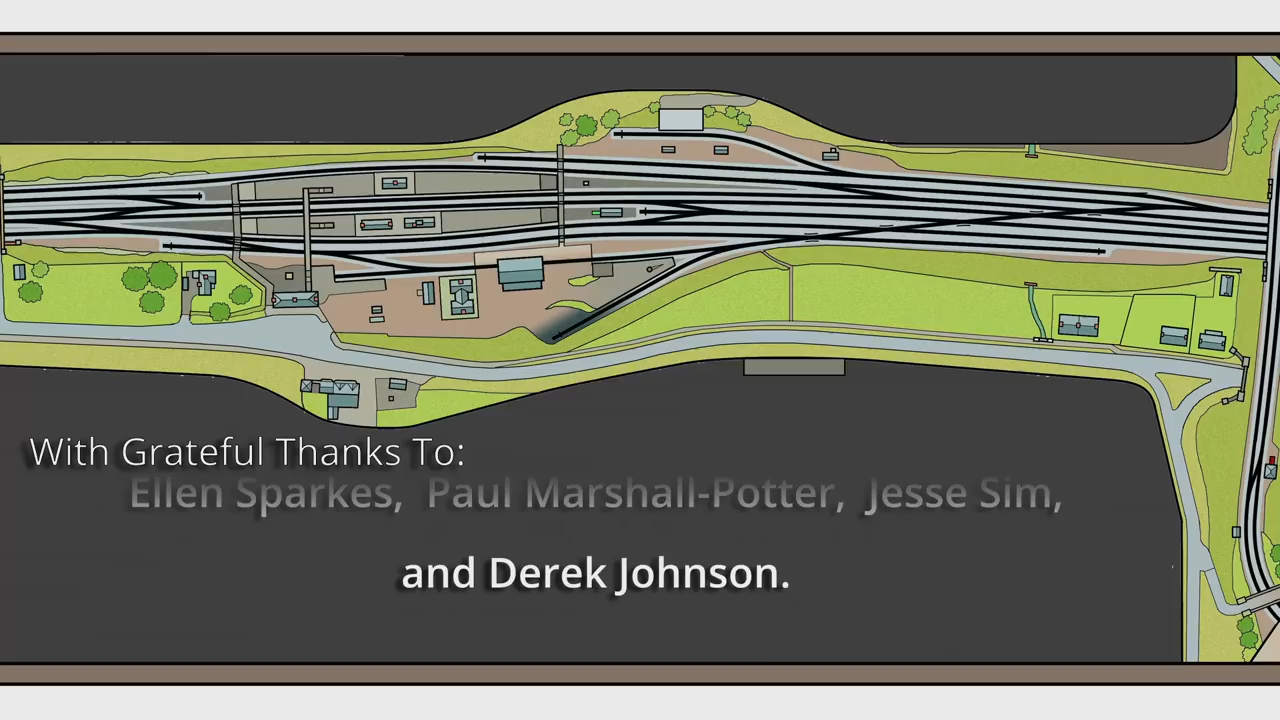 With Grateful Thanks To:
Ellen Sparkes, Paul Marshall-Potter, Jesse Sim,
and Derek Johnson.